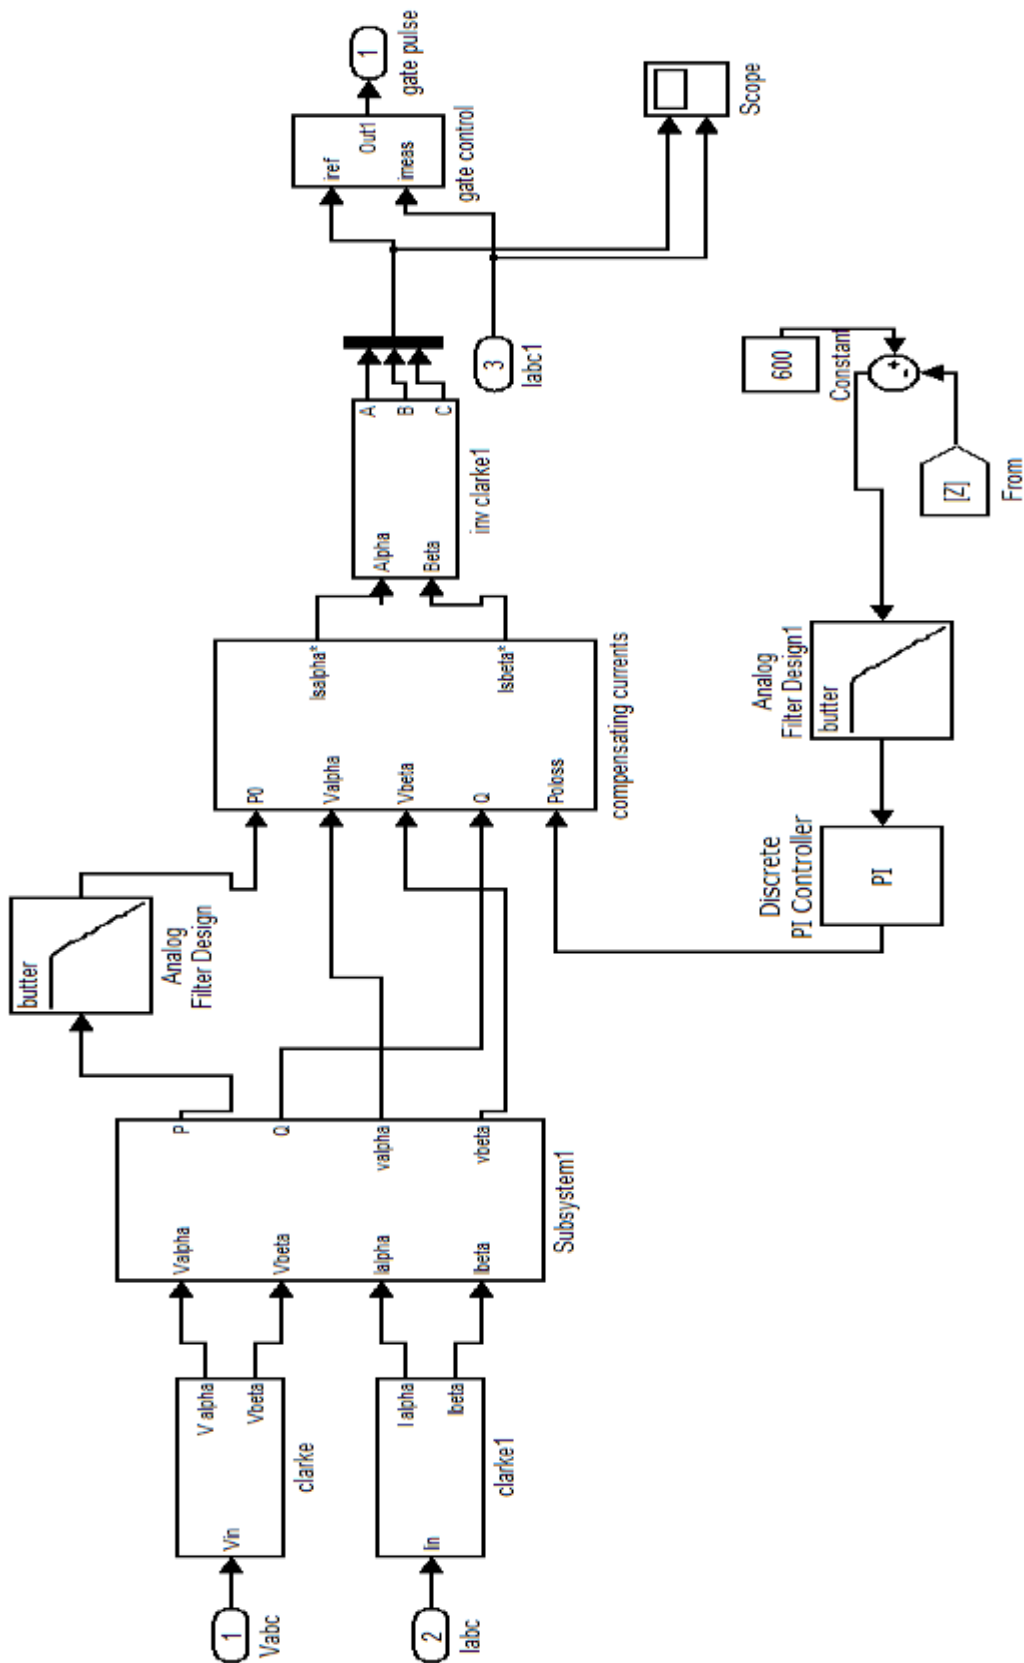 1
Vabc
Vin
V alpha
Vbeta
clarke
2
Iabc
Iin
I alpha
Ibeta
clarke1
Valpha
Vbeta
Ialpha
Ibeta
P
Q
valpha
vbeta
Subsystem1
butter
Analog
Filter Design
P0
Valpha
Vbeta
Q
Poloss
Isalpha*
Isbeta*
compensating currents
Alpha
Beta
A
B
C
inv clarke1
3
Iabc1
iref
imeas
Out1
gate control
1
gate pulse
Scope
Discrete
PI Controller
PI
Analog
Filter Design1
butter
600
Constant
+
-
[Z]
From